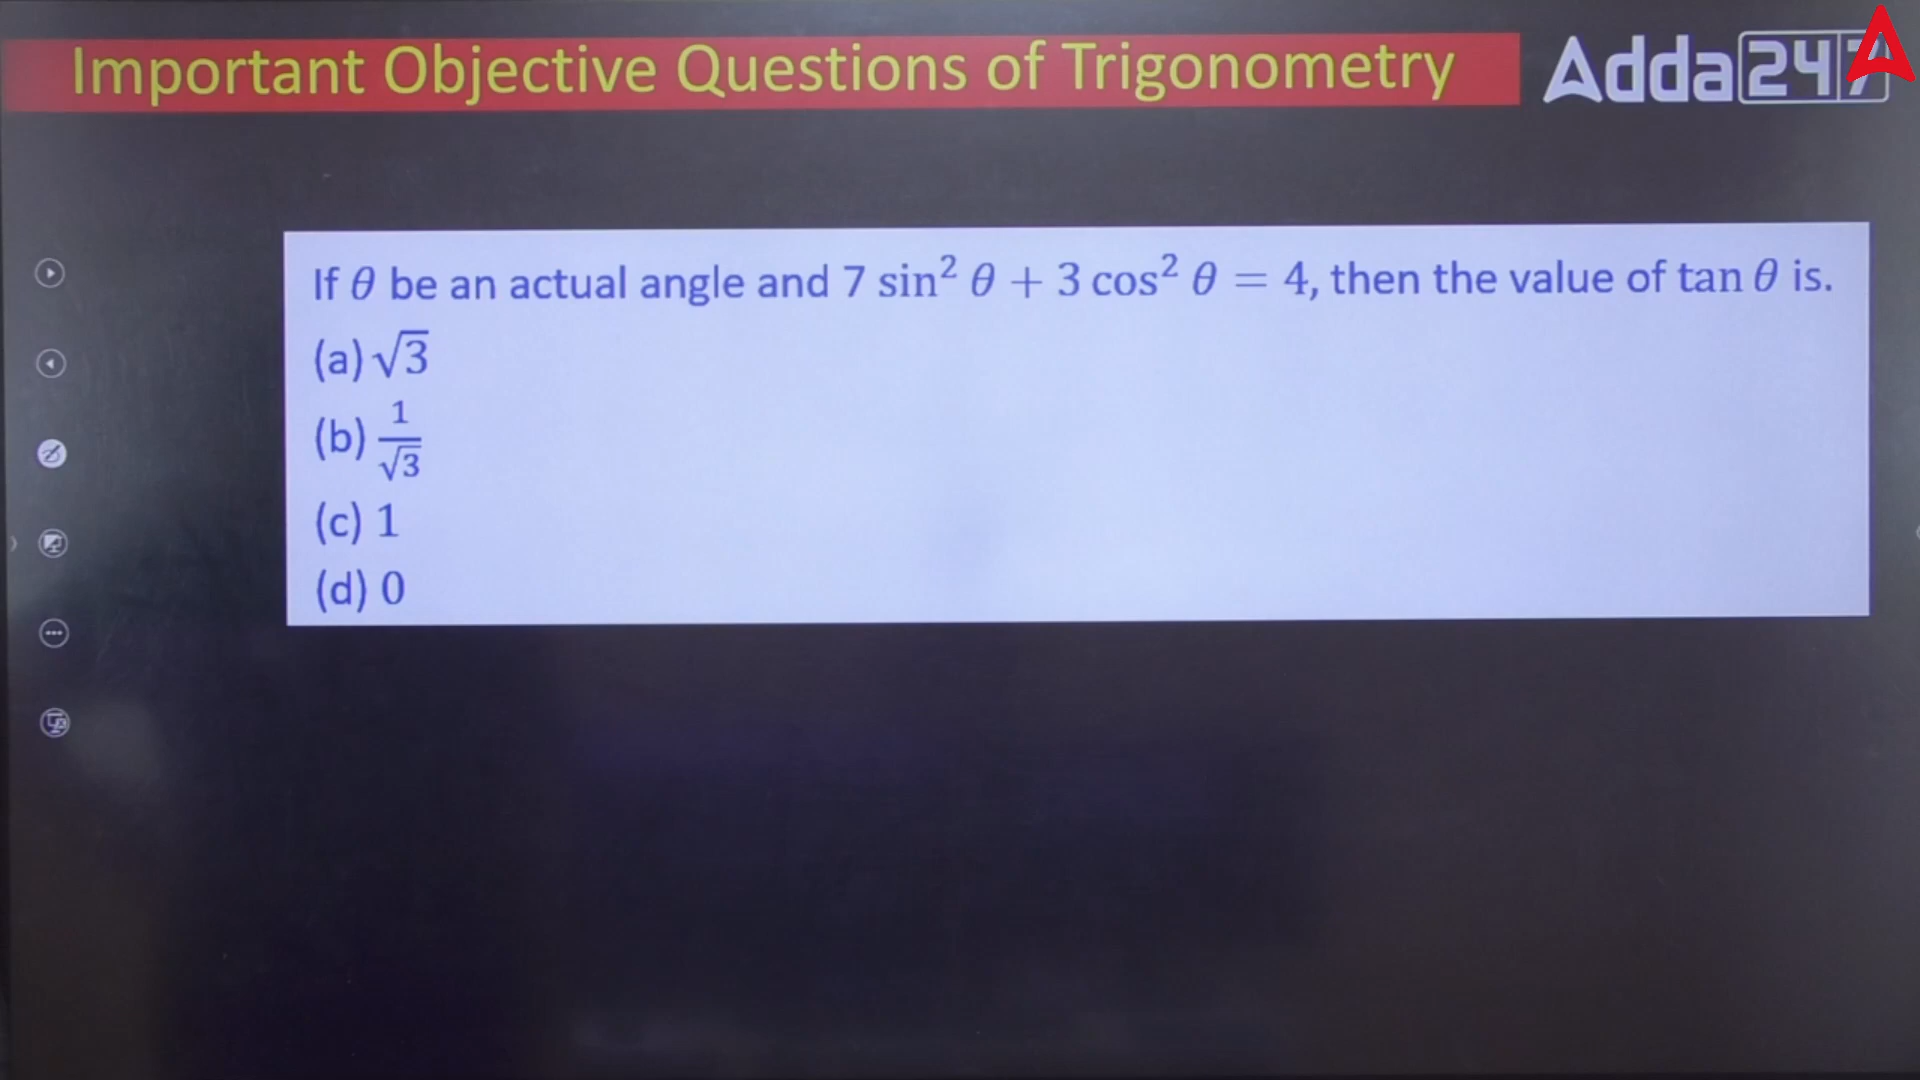 Important Objective Questions of Trigonometry
Adda247
If θ be an actual angle and 7 sin² θ + 3 cos² θ = 4, then the value of tan θ is.
(a) √3
(b) 1/√3
(c) 1
(d) 0